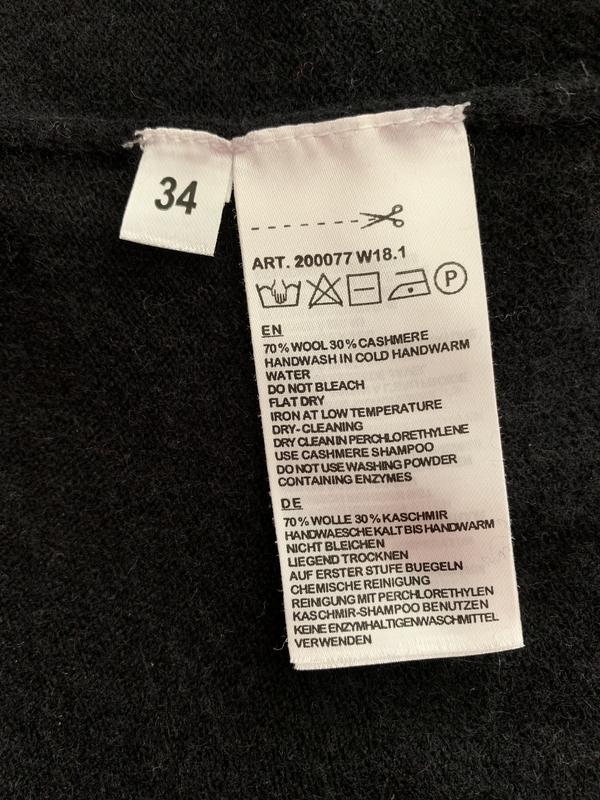 34
ART. 200077 W18.1
P
EN
70% WOOL 30% CASHMERE
HANDWASH IN COLD HANDWARM
WATER
DO NOT BLEACH
FLAT DRY
IRON AT LOW TEMPERATURE
DRY-CLEANING
DRY CLEAN IN PERCHLORETHYLENE
USE CASHMERE SHAMPOO
DO NOT USE WASHING POWDER
CONTAINING ENZYMES
DE
70% WOLLE 30% KASCHMIR
HANDWAESCHE KALT BIS HANDWARM
NICHT BLEICHEN
LIEGEND TROCKNEN
AUF ERSTER STUFE BUEGELN
CHEMISCHE REINIGUNG
REINIGUNG MIT PERCHLORETHYLEN
KASCHMIR-SHAMPOO BENUTZEN
KEINE ENZYMHALTIGEN WASCHMITTEL
VERWENDEN